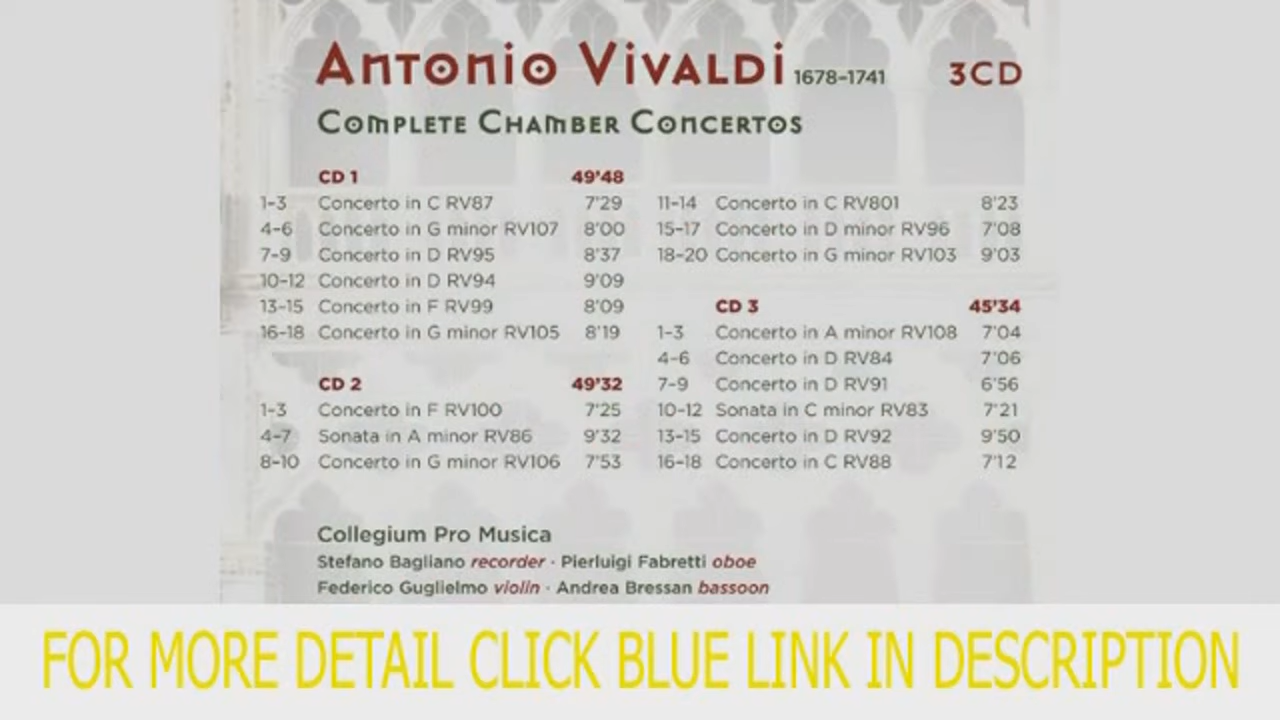 Antonio Vivaldi 1678-1741 3CD
Complete Chamber Concertos
CD 1 49'48
1-3 Concerto in C RV87 7'29
4-6 Concerto in G minor RV107 8'00
7-9 Concerto in D RV95 8'37
10-12 Concerto in D RV94 9'09
13-15 Concerto in F RV99 8'09
16-18 Concerto in G minor RV105 8'19
CD 2 49'32
1-3 Concerto in F RV100 7'25
4-7 Sonata in A minor RV86 9'32
8-10 Concerto in G minor RV106 7'53
11-14 Concerto in C RV801 8'23
15-17 Concerto in D minor RV96 7'08
18-20 Concerto in G minor RV103 9'03
CD 3 45'34
1-3 Concerto in A minor RV108 7'04
4-6 Concerto in D RV84 7'06
7-9 Concerto in D RV91 6'56
10-12 Sonata in C minor RV83 7'21
13-15 Concerto in D RV92 9'50
16-18 Concerto in C RV88 7'12
Collegium Pro Musica
Stefano Bagliano recorder · Pierluigi Fabretti oboe
Federico Guglielmo violin · Andrea Bressan bassoon
FOR MORE DETAIL CLICK BLUE LINK IN DESCRIPTION